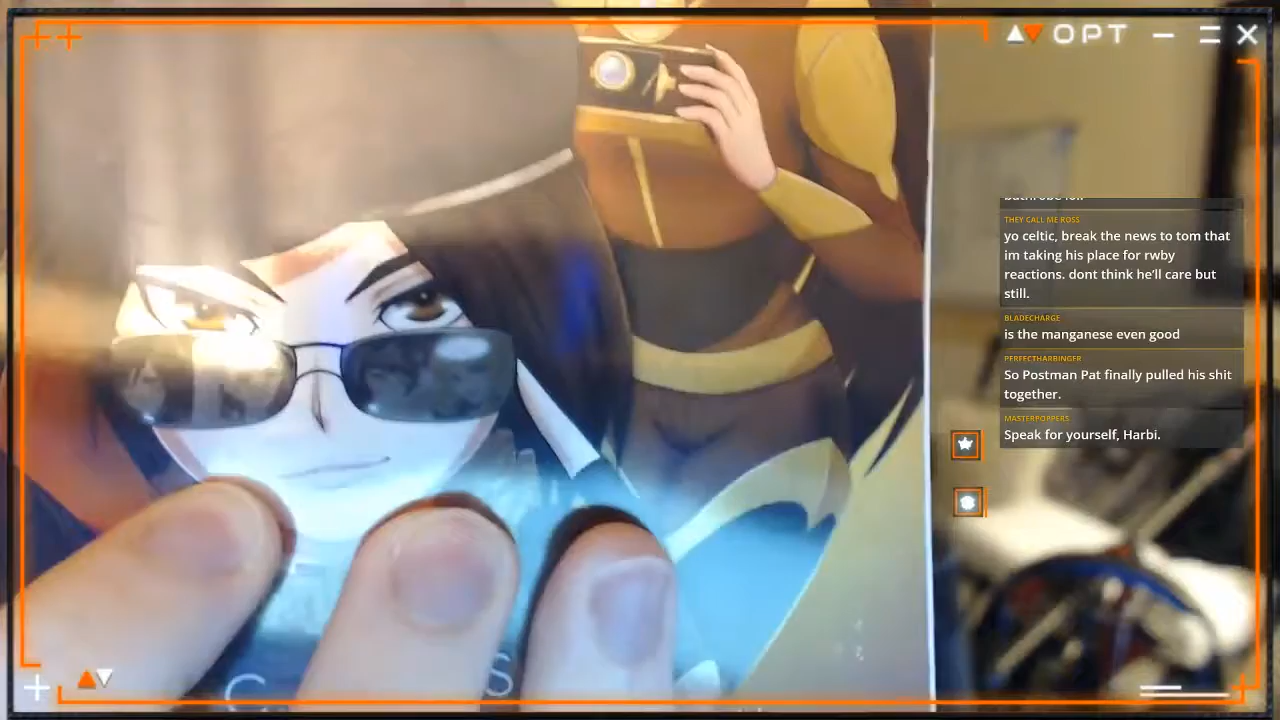 OPT
THEY CALL ME ROSS
yo celtic, break the news to tom that
im taking his place for rwby
reactions. dont think he'll care but
still.
BLADECHARGE
is the manganese even good
PERFECTHARBINGER
So Postman Pat finally pulled his shit
together.
MASTERPOPPERS
Speak for yourself, Harbi.